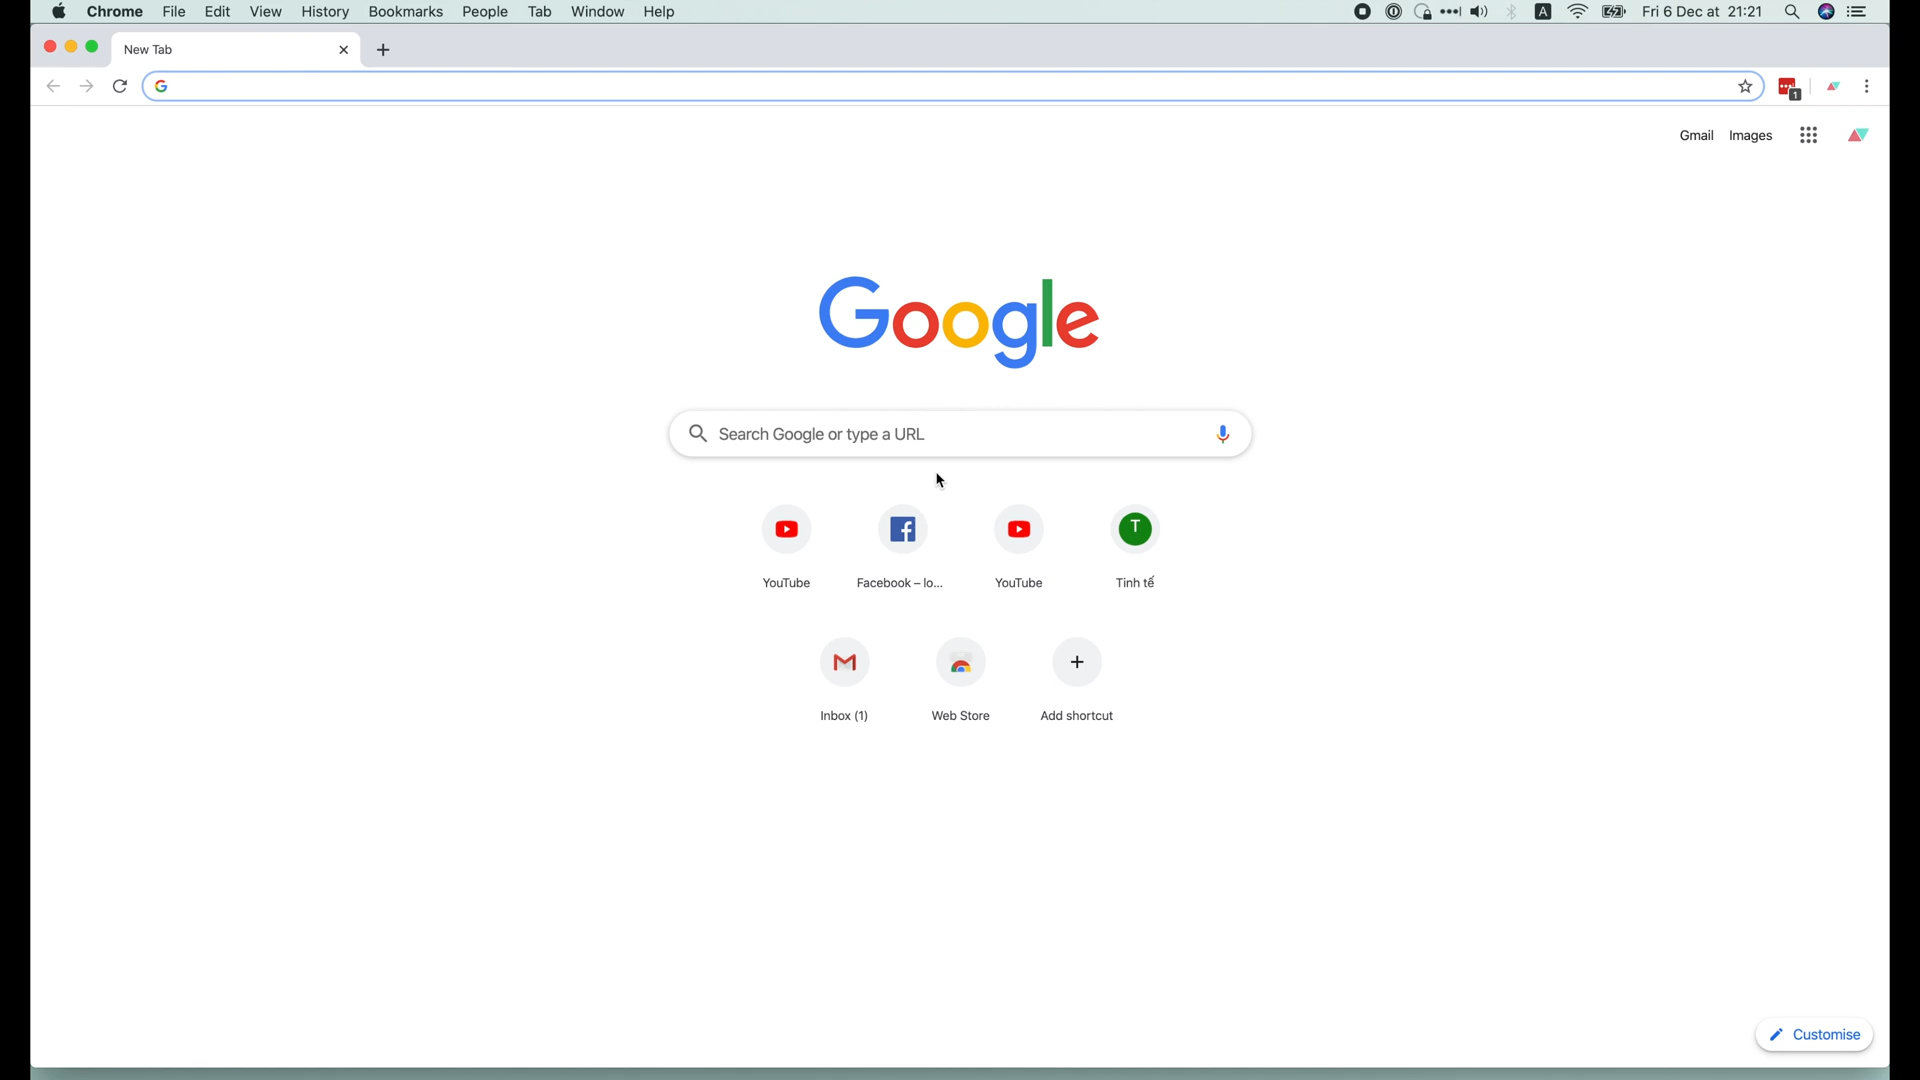 Chrome File Edit View History Bookmarks People Tab Window Help A Fri 6 Dec at 21:21
New Tab
1
Gmail Images
Google
Search Google or type a URL
T
YouTube Facebook – lo... YouTube Tinh tế
Inbox (1) Web Store Add shortcut
Customise